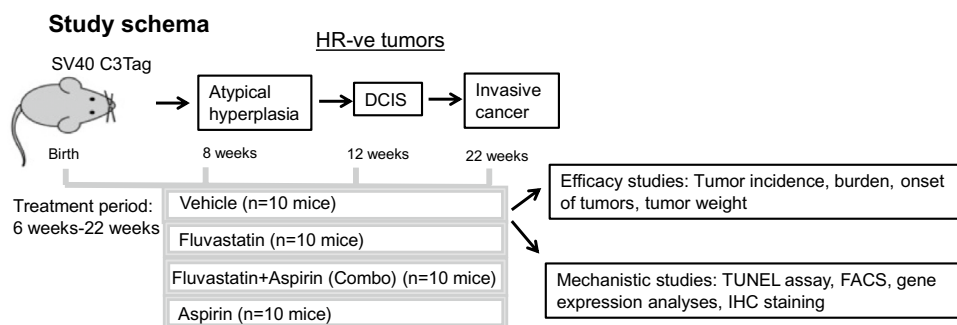 Study schema
HR-ve tumors
SV40 C3Tag
Atypical
hyperplasia
DCIS
Invasive
cancer
Birth
8 weeks
12 weeks
22 weeks
Treatment period:
6 weeks-22 weeks
Vehicle (n=10 mice)
Fluvastatin (n=10 mice)
Fluvastatin+Aspirin (Combo) (n=10 mice)
Aspirin (n=10 mice)
Efficacy studies: Tumor incidence, burden, onset
of tumors, tumor weight
Mechanistic studies: TUNEL assay, FACS, gene
expression analyses, IHC staining